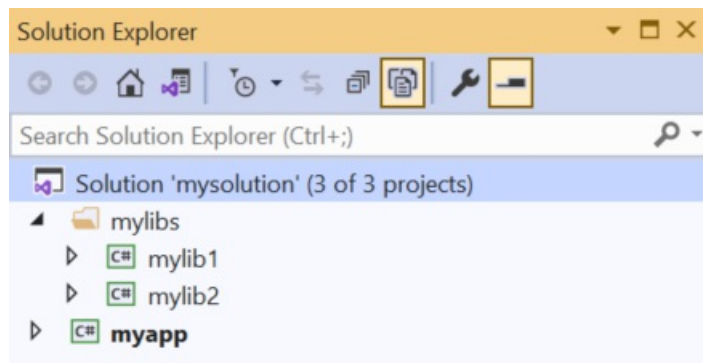 Solution Explorer
Search Solution Explorer (Ctrl+;)
Solution 'mysolution' (3 of 3 projects)
mylibs
C# mylib1
C# mylib2
C# myapp